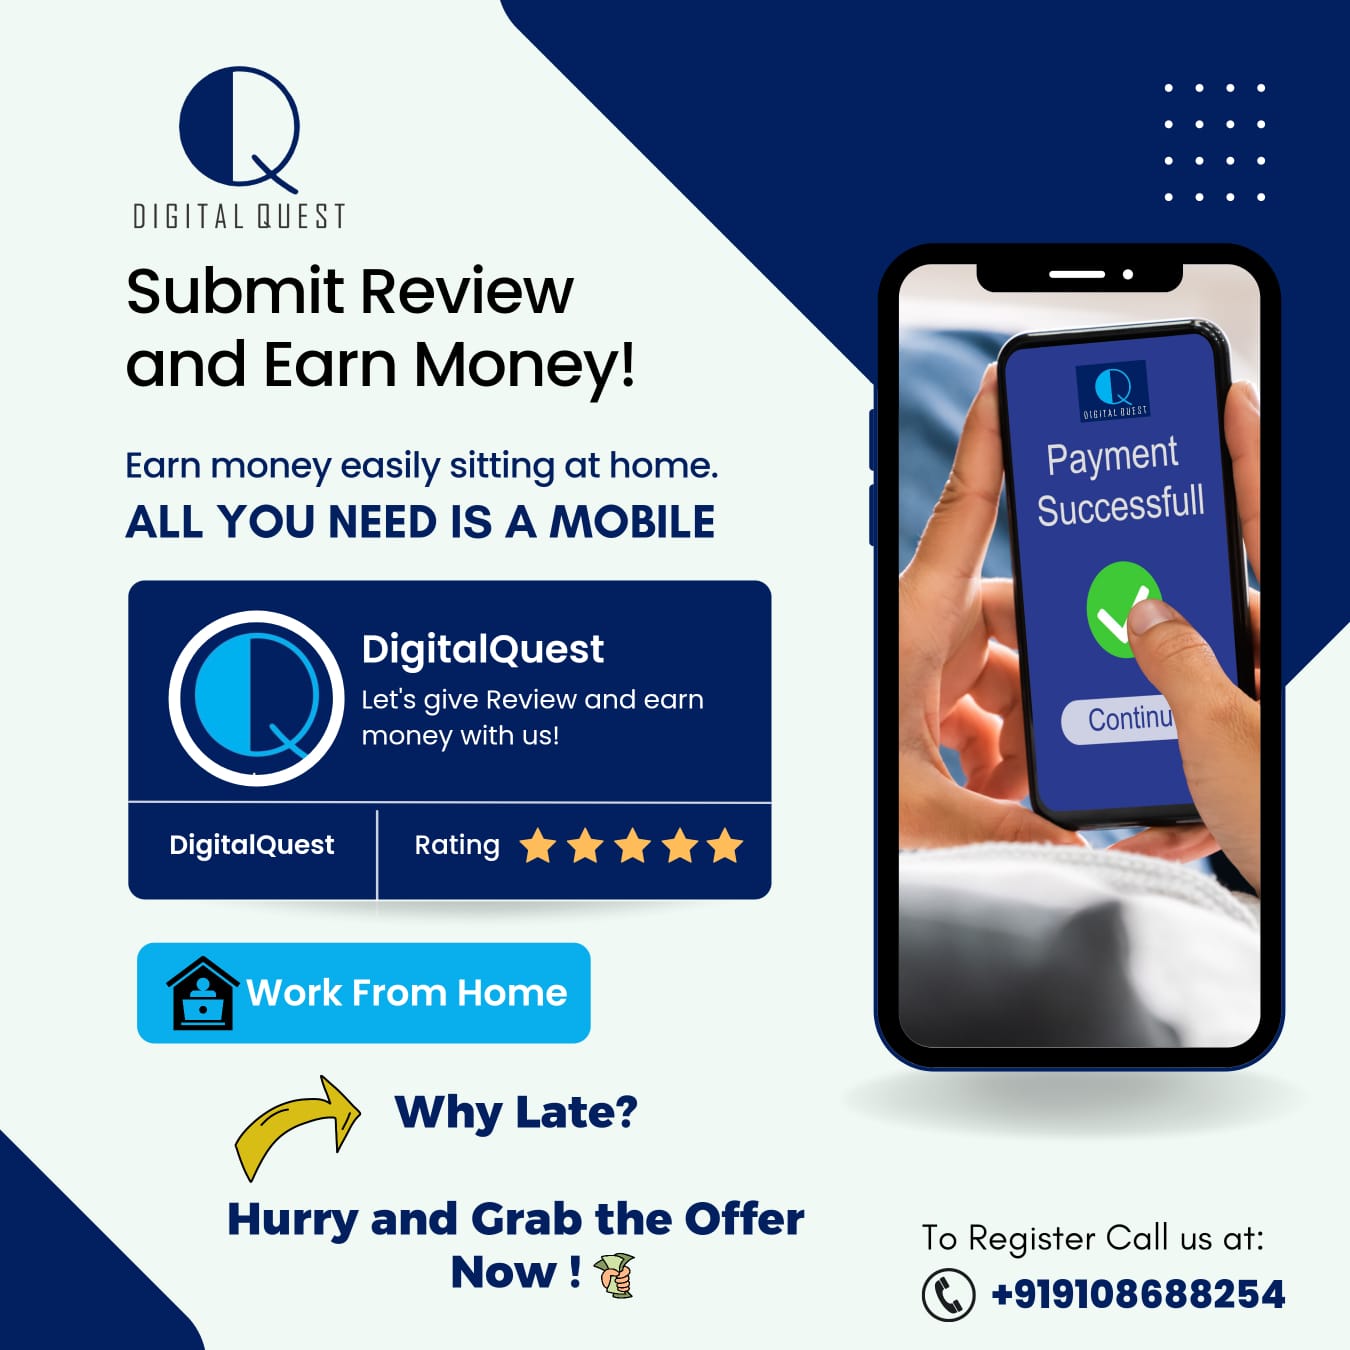 DIGITAL QUEST
Submit Review
and Earn Money!
Earn money easily sitting at home.
ALL YOU NEED IS A MOBILE
DigitalQuest
Let's give Review and earn
money with us!
DigitalQuest
Rating
Work From Home
Why Late?
Hurry and Grab the Offer
Now !
DIGITAL QUEST
Payment
Successfull
Continu
To Register Call us at:
+919108688254